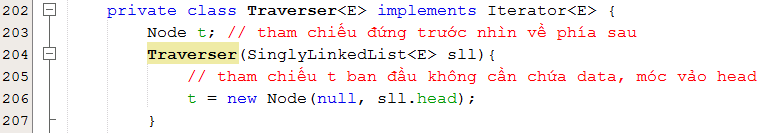 202 private class Traverser<E> implements Iterator<E> {
203 Node t; // tham chiếu đứng trước nhìn về phía sau
204 Traverser(SinglyLinkedList<E> sll){
205 // tham chiếu t ban đầu không cần chứa data, móc vảo head
206 t = new Node(null, sll.head);
207 }